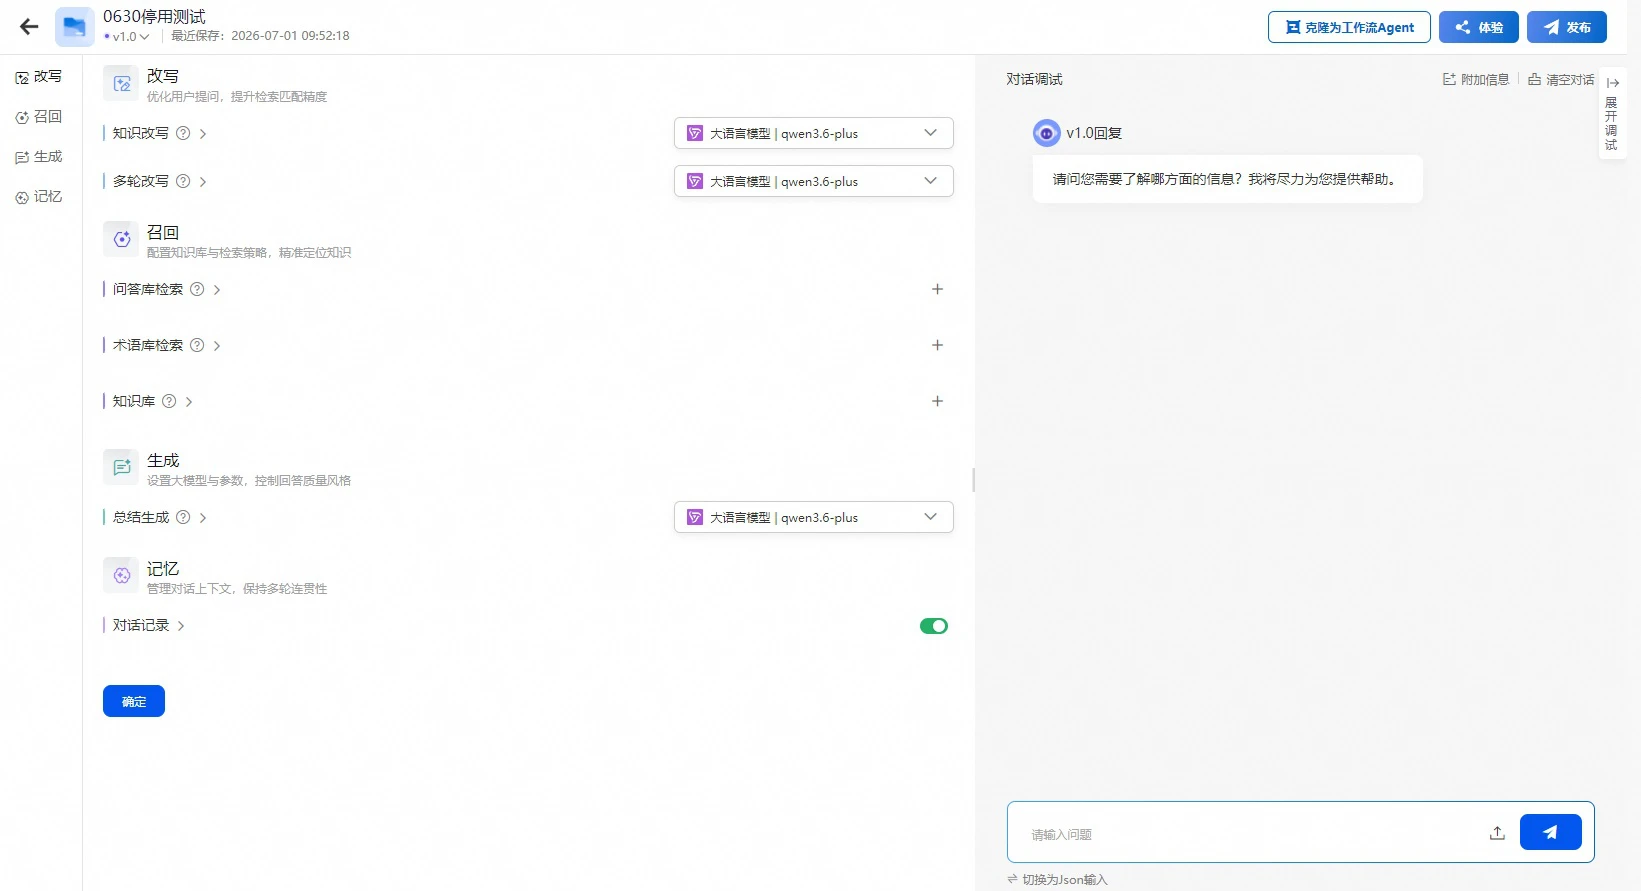 0630停用测试
v1.0
最近保存：2026-07-01 09:52:18
克隆为工作流Agent
体验
发布
改写
召回
生成
记忆
改写
优化用户提问，提升检索匹配精度
知识改写
大语言模型 | qwen3.6-plus
多轮改写
大语言模型 | qwen3.6-plus
召回
配置知识库与检索策略，精准定位知识
问答库检索
术语库检索
知识库
生成
设置大模型与参数，控制回答质量风格
总结生成
大语言模型 | qwen3.6-plus
记忆
管理对话上下文，保持多轮连贯性
对话记录
确定
对话调试
附加信息
清空对话
展开调试
v1.0回复
请问您需要了解哪方面的信息？我将尽力为您提供帮助。
请输入问题
切换为Json输入